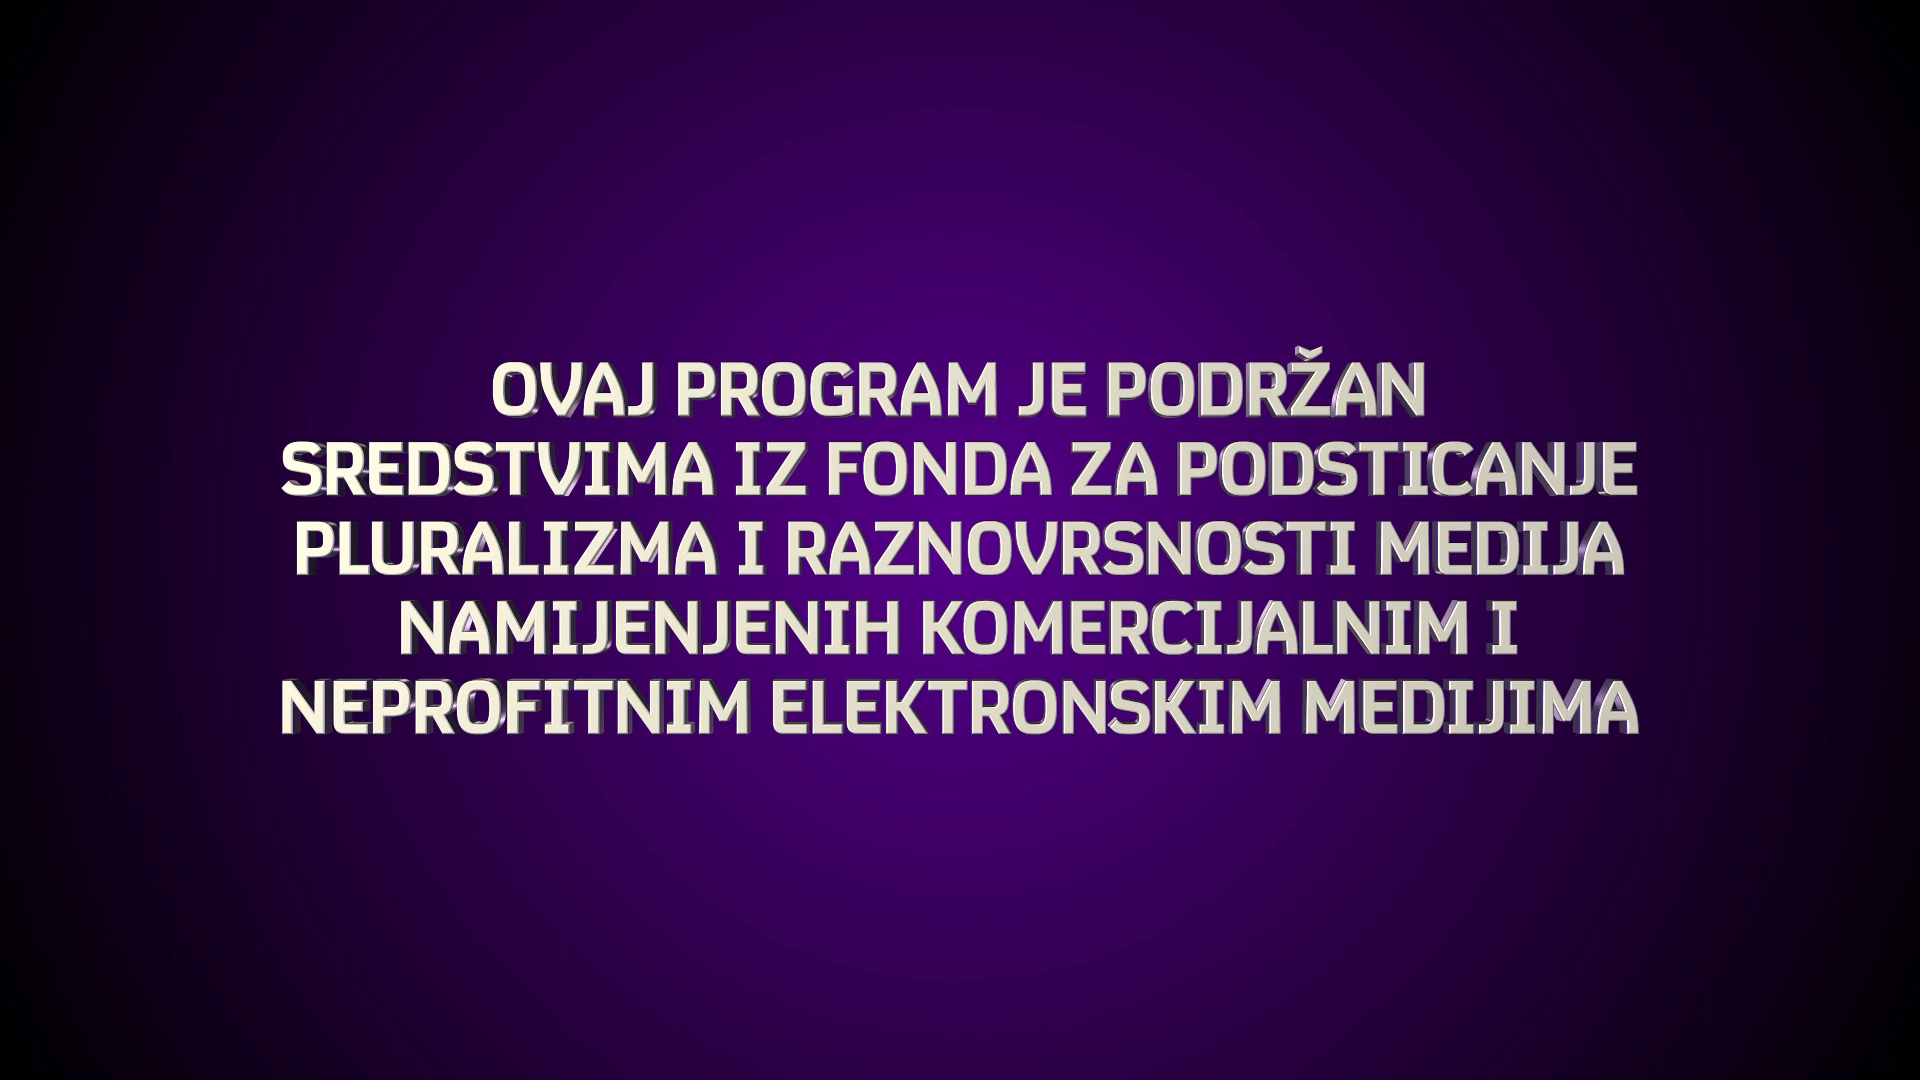 OVAJ PROGRAM JE PODRŽAN
SREDSTVIMA IZ FONDA ZA PODSTICANJE
PLURALIZMA I RAZNOVRSNOSTI MEDIJA
NAMIJENJENIH KOMERCIJALNIM I
NEPROFITNIM ELEKTRONSKIM MEDIJIMA